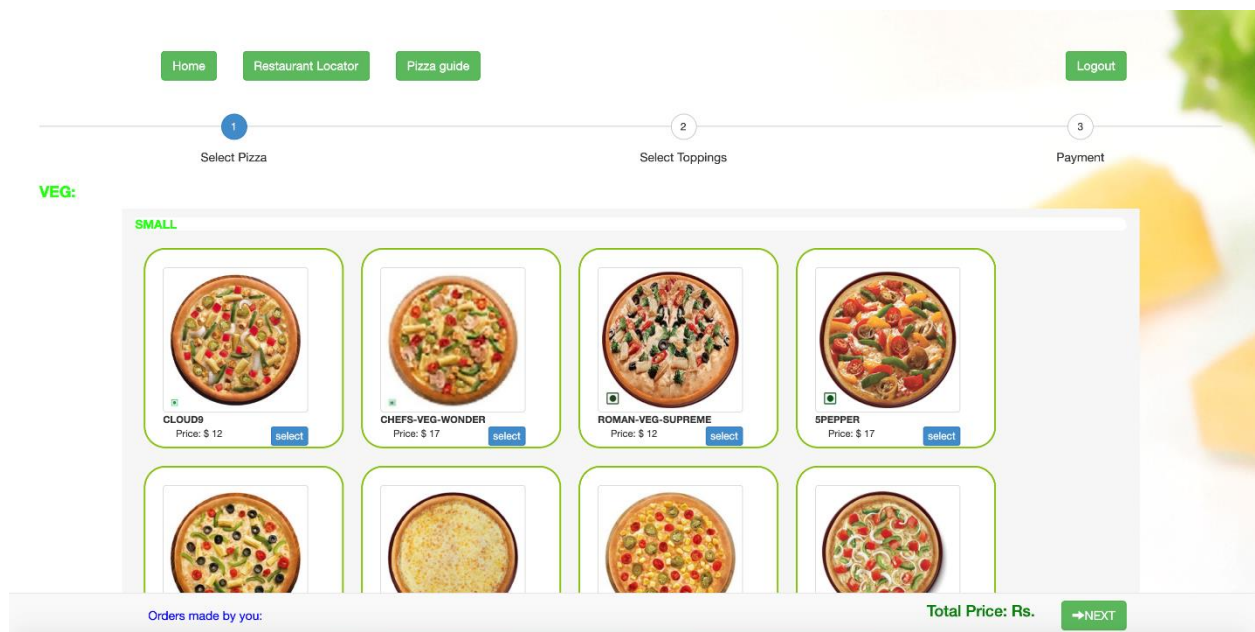 Home Restaurant Locator Pizza guide Logout
1 2 3
Select Pizza Select Toppings Payment
VEG:
SMALL
CLOUD9 CHEFS-VEG-WONDER ROMAN-VEG-SUPREME 5PEPPER
Price: $ 12 select Price: $ 17 select Price: $ 12 select Price: $ 17 select
Orders made by you: Total Price: Rs. ➔NEXT